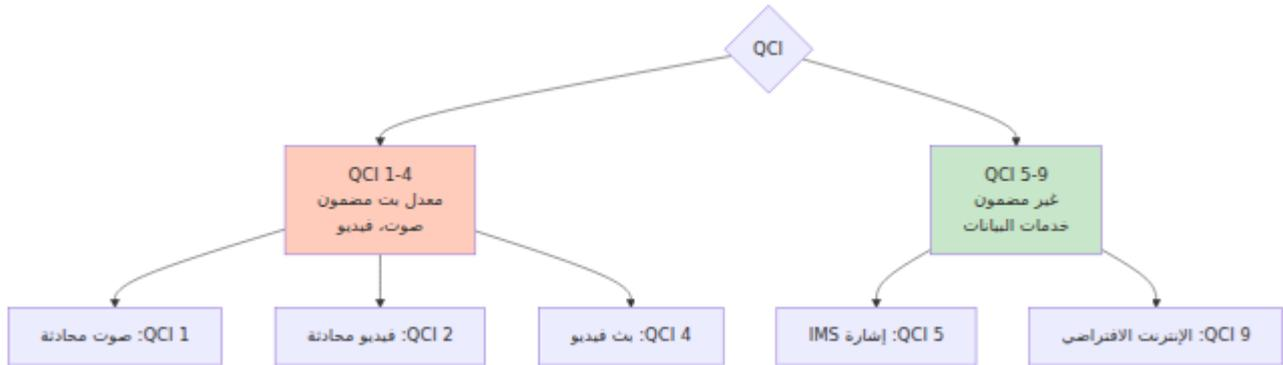 QCI
QCI 1-4
معدل بت مضمون
صوت، فيديو
QCI 5-9
غير مضمون
خدمات البيانات
QCI 1: صوت محادثة
QCI 2: فيديو محادثة
QCI 4: بث فيديو
QCI 5: إشارة IMS
QCI 9: الإنترنت الافتراضي